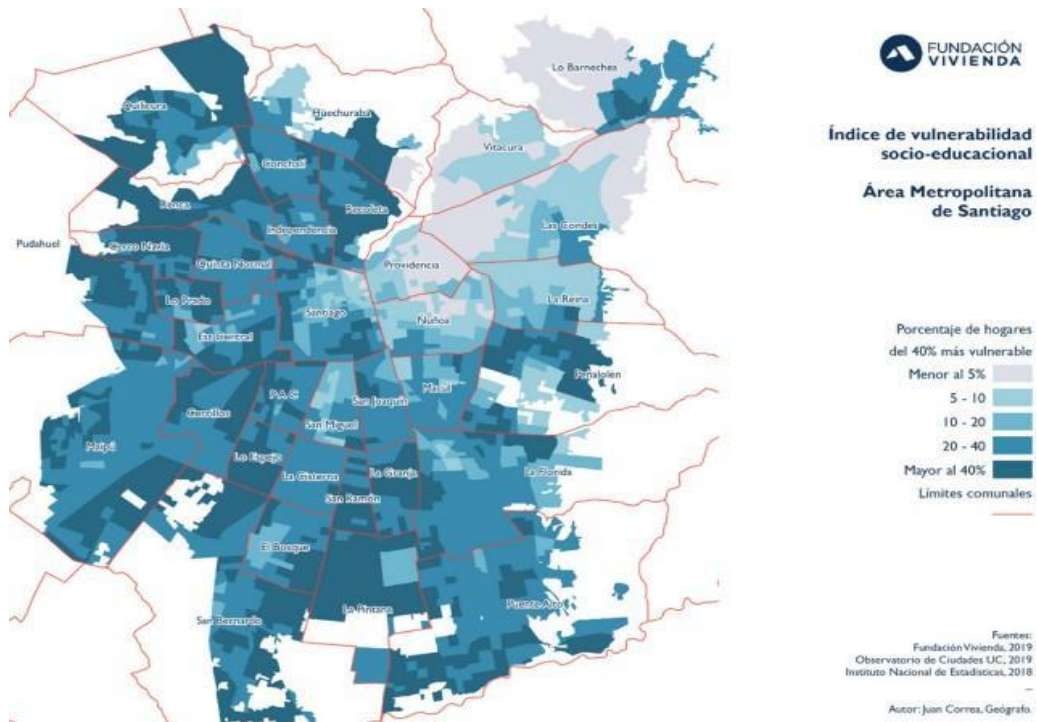 Lo Barnechea
Quilicura
Huechuraba
Vitacura
Conchalí
Renca
Recoleta
Las Condes
Independencia
Pudahuel
Cerro Navia
Providencia
Quinta Normal
Lo Prado
Santiago
Ñuñoa
La Reina
Est. Central
Peñalolén
P.A.C
Macul
San Joaquín
Cerrillos
San Miguel
Maipú
Lo Espejo
La Cisterna
La Granja
La Florida
San Ramón
El Bosque
La Pintana
Puente Alto
San Bernardo
FUNDACIÓN
VIVIENDA
Índice de vulnerabilidad
socio-educacional
Área Metropolitana
de Santiago
Porcentaje de hogares
del 40% más vulnerable
Menor al 5%
5 - 10
10 - 20
20 - 40
Mayor al 40%
Límites comunales
Fuentes:
Fundación Vivienda, 2019
Observatorio de Ciudades UC, 2019
Instituto Nacional de Estadísticas, 2018
Autor: Juan Correa, Geógrafo.